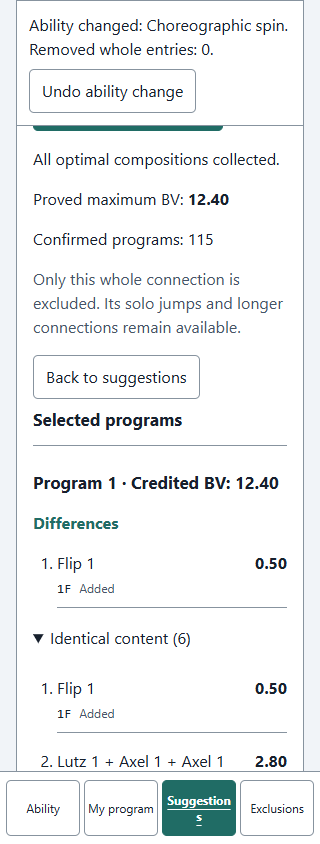 Ability changed: Choreographic spin.
Removed whole entries: 0.
Undo ability change
All optimal compositions collected.
Proved maximum BV: 12.40
Confirmed programs: 115
Only this whole connection is
excluded. Its solo jumps and longer
connections remain available.
Back to suggestions
Selected programs
Program 1 · Credited BV: 12.40
Differences
1. Flip 1 0.50
1F Added
▼ Identical content (6)
1. Flip 1 0.50
1F Added
2. Lutz 1 + Axel 1 + Axel 1 2.80
Ability
My program
Suggestion
s
Exclusions